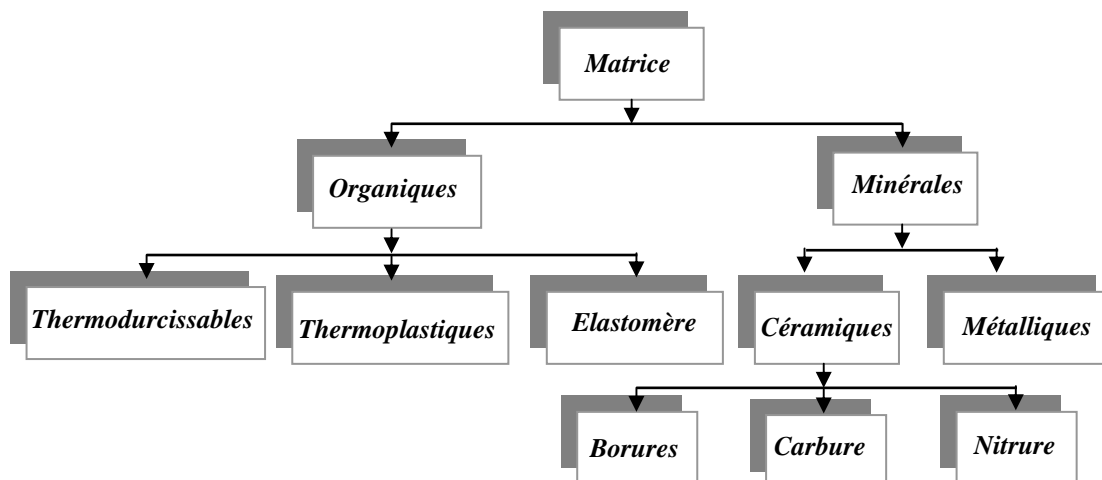 Matrice
Organiques
Minérales
Thermodurcissables
Thermoplastiques
Elastomère
Céramiques
Métalliques
Borures
Carbure
Nitrure